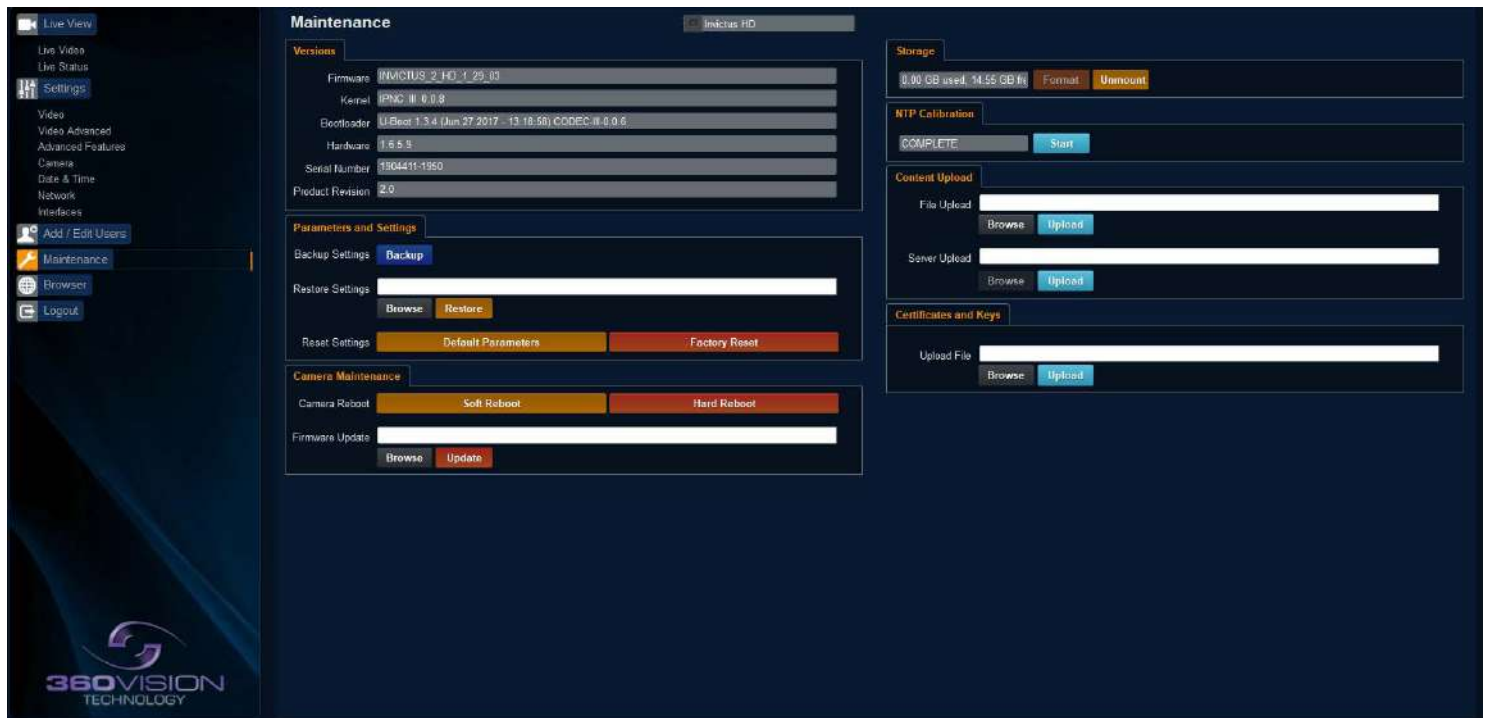 Live View
Live Video
Live Status
Settings
Video
Video Advanced
Advanced Features
Camera
Date & Time
Network
Interfaces
Add / Edit Users
Maintenance
Browser
Logout
360VISION
TECHNOLOGY
Maintenance
Invictus HD
Versions
Firmware INVICTUS_2_HD_1_29_03
Kernel IPNC_III_0.0.8
Bootloader U-Boot 1.3.4 (Jun 27 2017 - 13:18:58) CODEC-III-0.0.6
Hardware 1.6.5.9
Serial Number 1904411-1950
Product Revision 2.0
Parameters and Settings
Backup Settings Backup
Restore Settings
Browse Restore
Reset Settings Default Parameters Factory Reset
Camera Maintenance
Camera Reboot Soft Reboot Hard Reboot
Firmware Update
Browse Update
Storage
0.00 GB used, 14.55 GB fr Format Unmount
NTP Calibration
COMPLETE Start
Content Upload
File Upload
Browse Upload
Server Upload
Browse Upload
Certificates and Keys
Upload File
Browse Upload